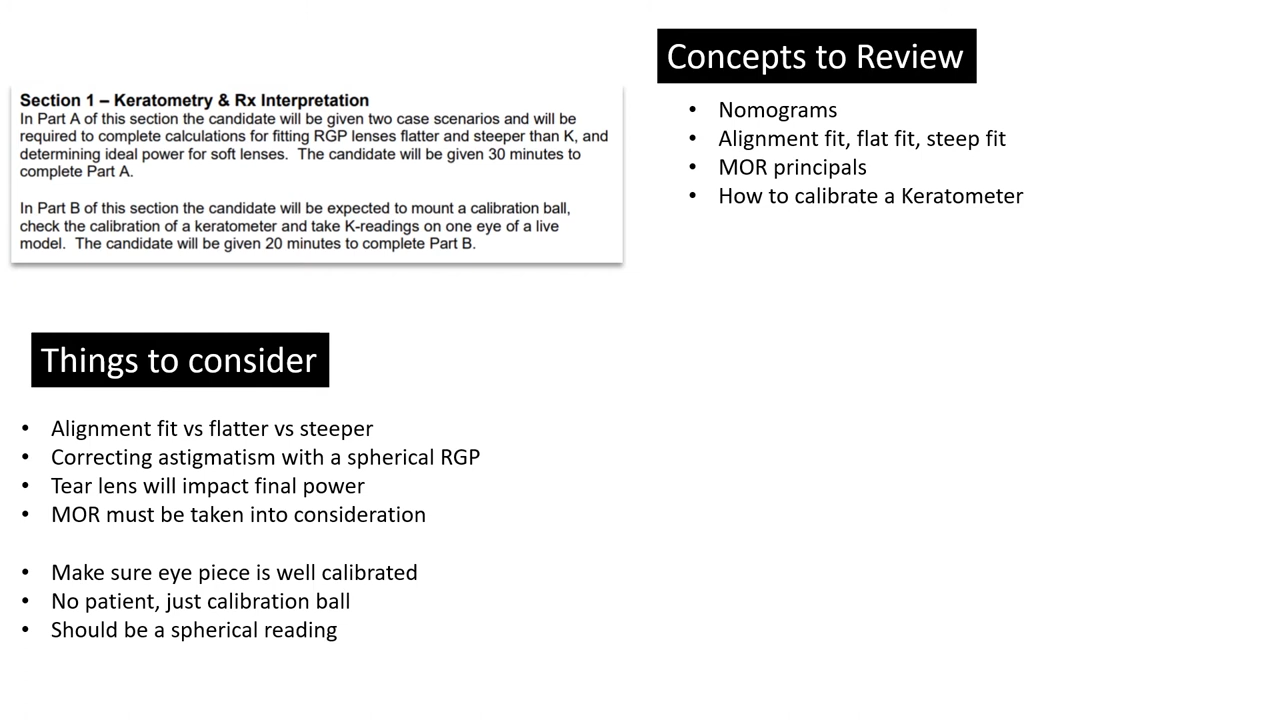 Section 1 – Keratometry & Rx Interpretation
In Part A of this section the candidate will be given two case scenarios and will be
required to complete calculations for fitting RGP lenses flatter and steeper than K, and
determining ideal power for soft lenses.  The candidate will be given 30 minutes to
complete Part A.
In Part B of this section the candidate will be expected to mount a calibration ball,
check the calibration of a keratometer and take K-readings on one eye of a live
model.  The candidate will be given 20 minutes to complete Part B.
Concepts to Review
• Nomograms
• Alignment fit, flat fit, steep fit
• MOR principals
• How to calibrate a Keratometer
Things to consider
• Alignment fit vs flatter vs steeper
• Correcting astigmatism with a spherical RGP
• Tear lens will impact final power
• MOR must be taken into consideration
• Make sure eye piece is well calibrated
• No patient, just calibration ball
• Should be a spherical reading